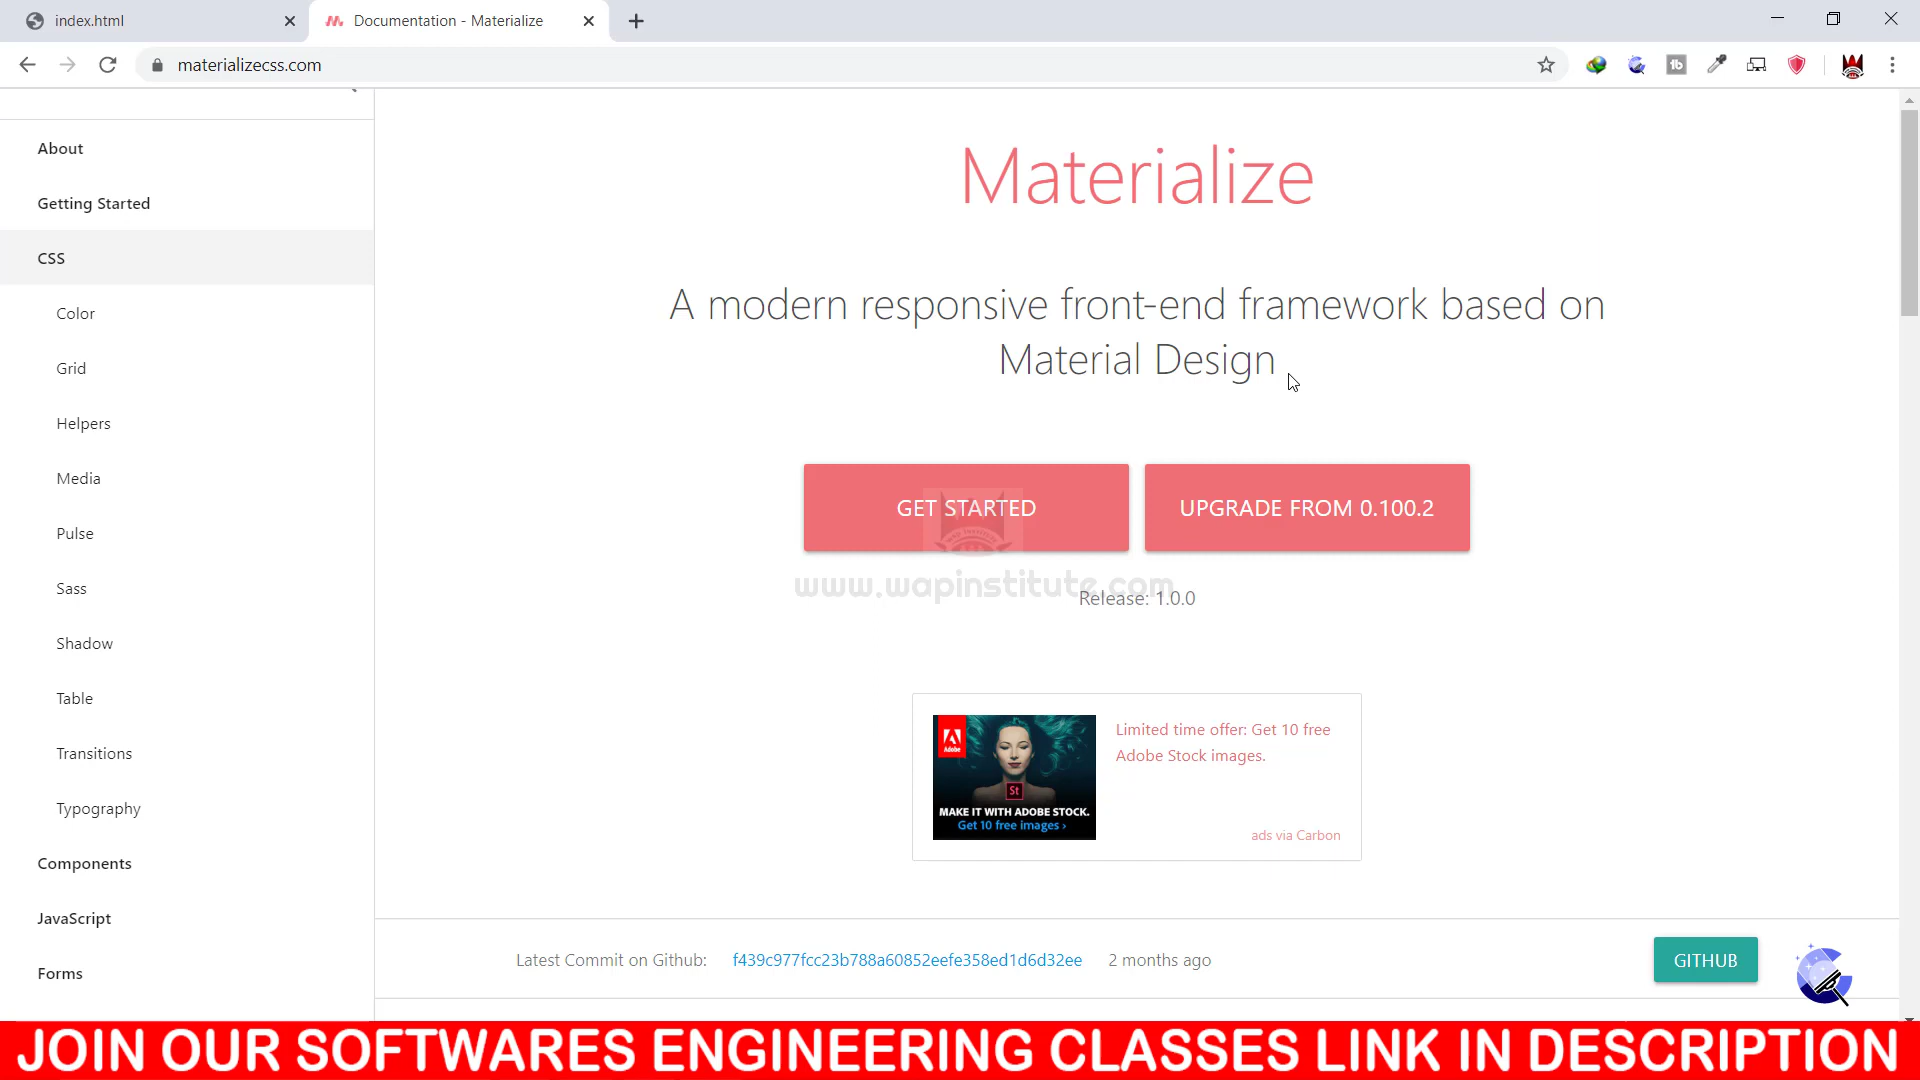 index.html
Documentation - Materialize
materializecss.com
About
Getting Started
CSS
Color
Grid
Helpers
Media
Pulse
Sass
Shadow
Table
Transitions
Typography
Components
JavaScript
Forms
Materialize
A modern responsive front-end framework based on
Material Design
GET STARTED
UPGRADE FROM 0.100.2
www.wapinstitute.com
Release: 1.0.0
Adobe
St
MAKE IT WITH ADOBE STOCK.
Get 10 free images ›
Limited time offer: Get 10 free
Adobe Stock images.
ads via Carbon
Latest Commit on Github: f439c977fcc23b788a60852eefe358ed1d6d32ee 2 months ago
GITHUB
JOIN OUR SOFTWARES ENGINEERING CLASSES LINK IN DESCRIPTION